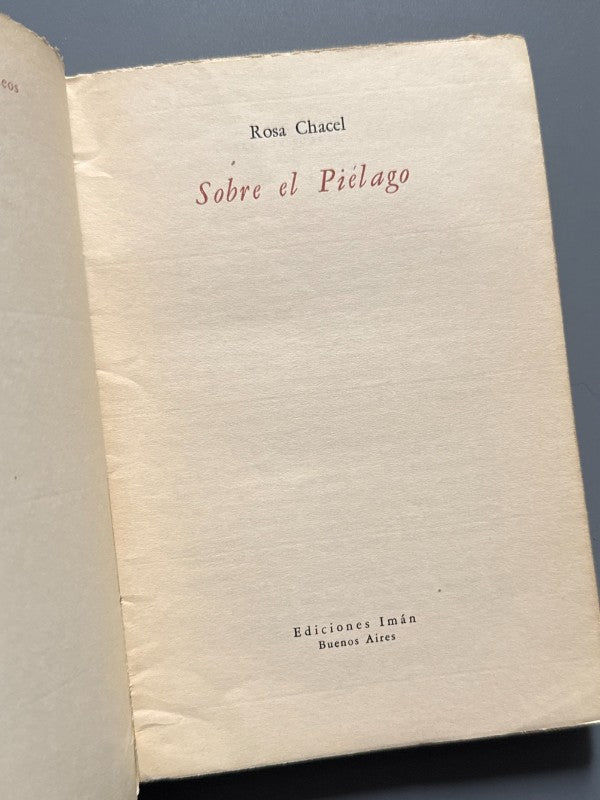 Rosa Chacel
Sobre el Piélago
Ediciones Imán
Buenos Aires